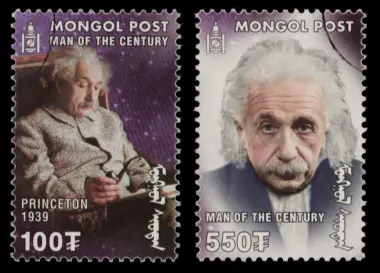 MONGOL POST
MAN OF THE CENTURY
PRINCETON
1939
100₮
MONGOL POST
MAN OF THE CENTURY
550₮